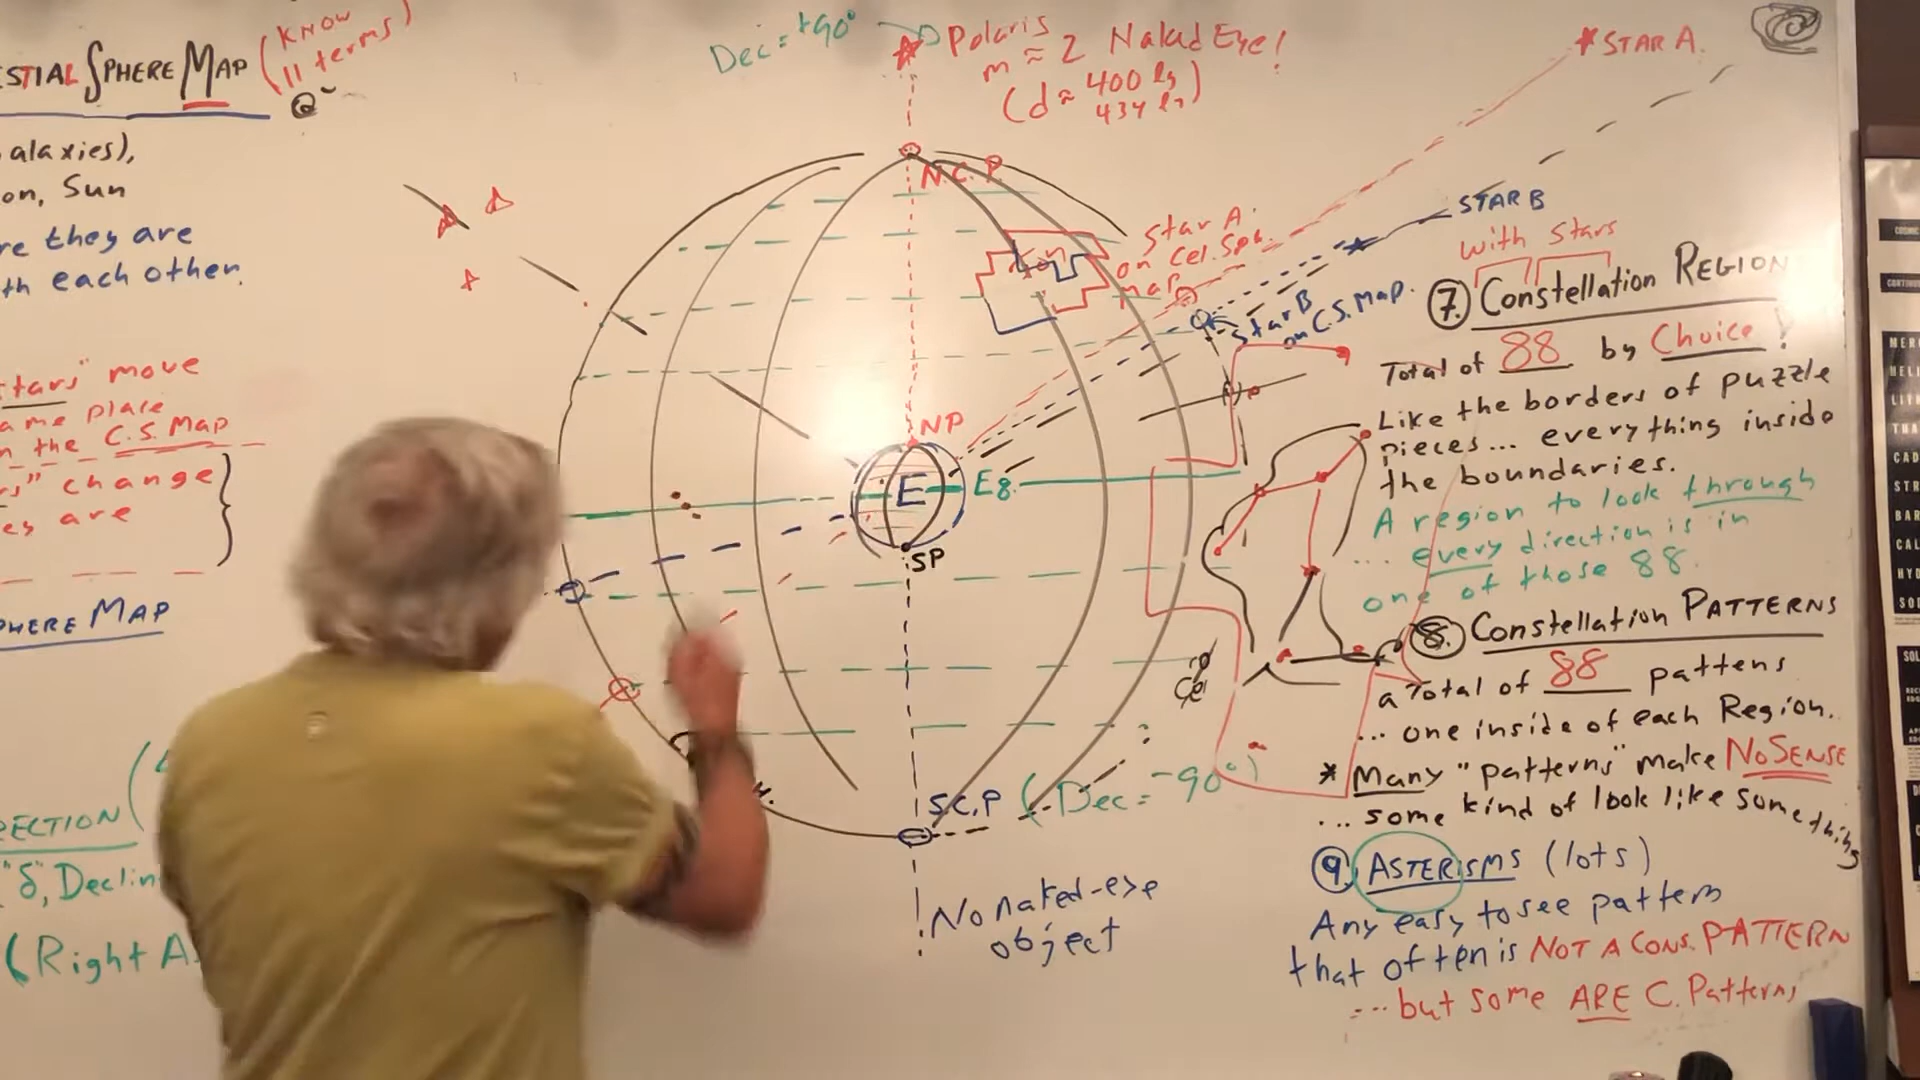 ESTIAL SPHERE MAP
(KNOW
11 terms)
alaxies),
on, Sun
re they are
th each other.
tars" move
ame place
n the C.S. Map
rs" change
es are
PHERE MAP
RECTION
"δ, Declin
(Right As
Dec = +90°
Polaris
m ≈ 2 Naked Eye!
(d ≈ 400 ly
434 ly)
N.C.P.
STAR A.
STAR B
Star A
on Cel. Sph.
map
Star B
on C.S. Map.
NP
E
Eq.
SP
S.C.P (Dec = -90°)
No naked-eye
object
with Stars
7. Constellation REGION
Total of 88 by Choice!
Like the borders of puzzle
pieces... everything inside
the boundaries.
A region to look through
... every direction is in
one of those 88.
8. Constellation PATTERNS
a Total of 88 pattens
... one inside of each Region.
* Many "patterns" make NO SENSE
... some kind of look like something
9. ASTERISMS (lots)
Any easy to see pattern
that often is NOT A CONS. PATTERN
... but some ARE C. Patterns